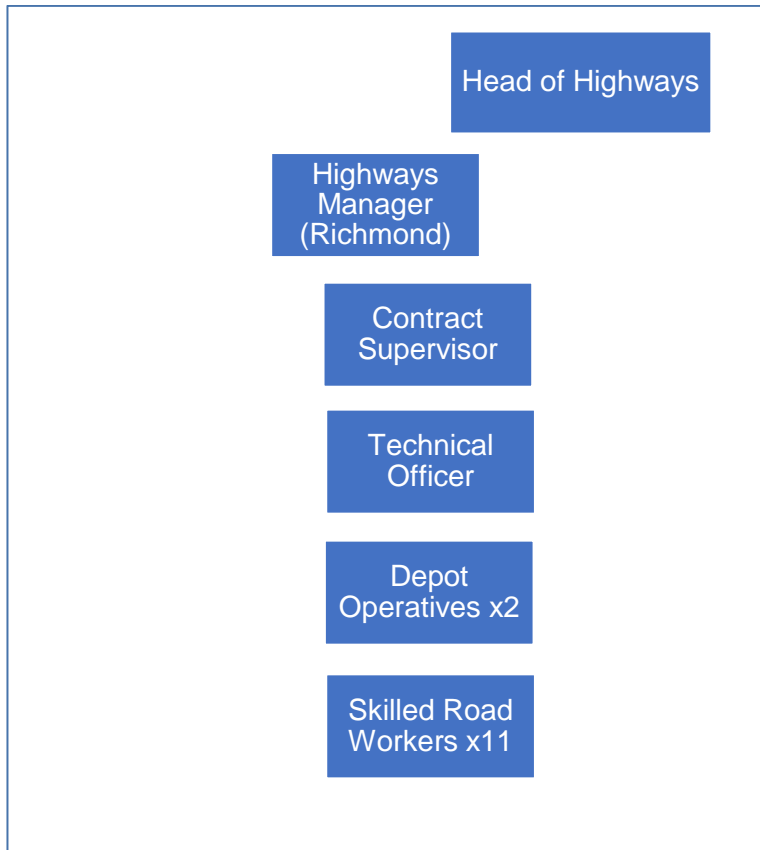 Head of Highways
Highways
Manager
(Richmond)
Contract
Supervisor
Technical
Officer
Depot
Operatives x2
Skilled Road
Workers x11